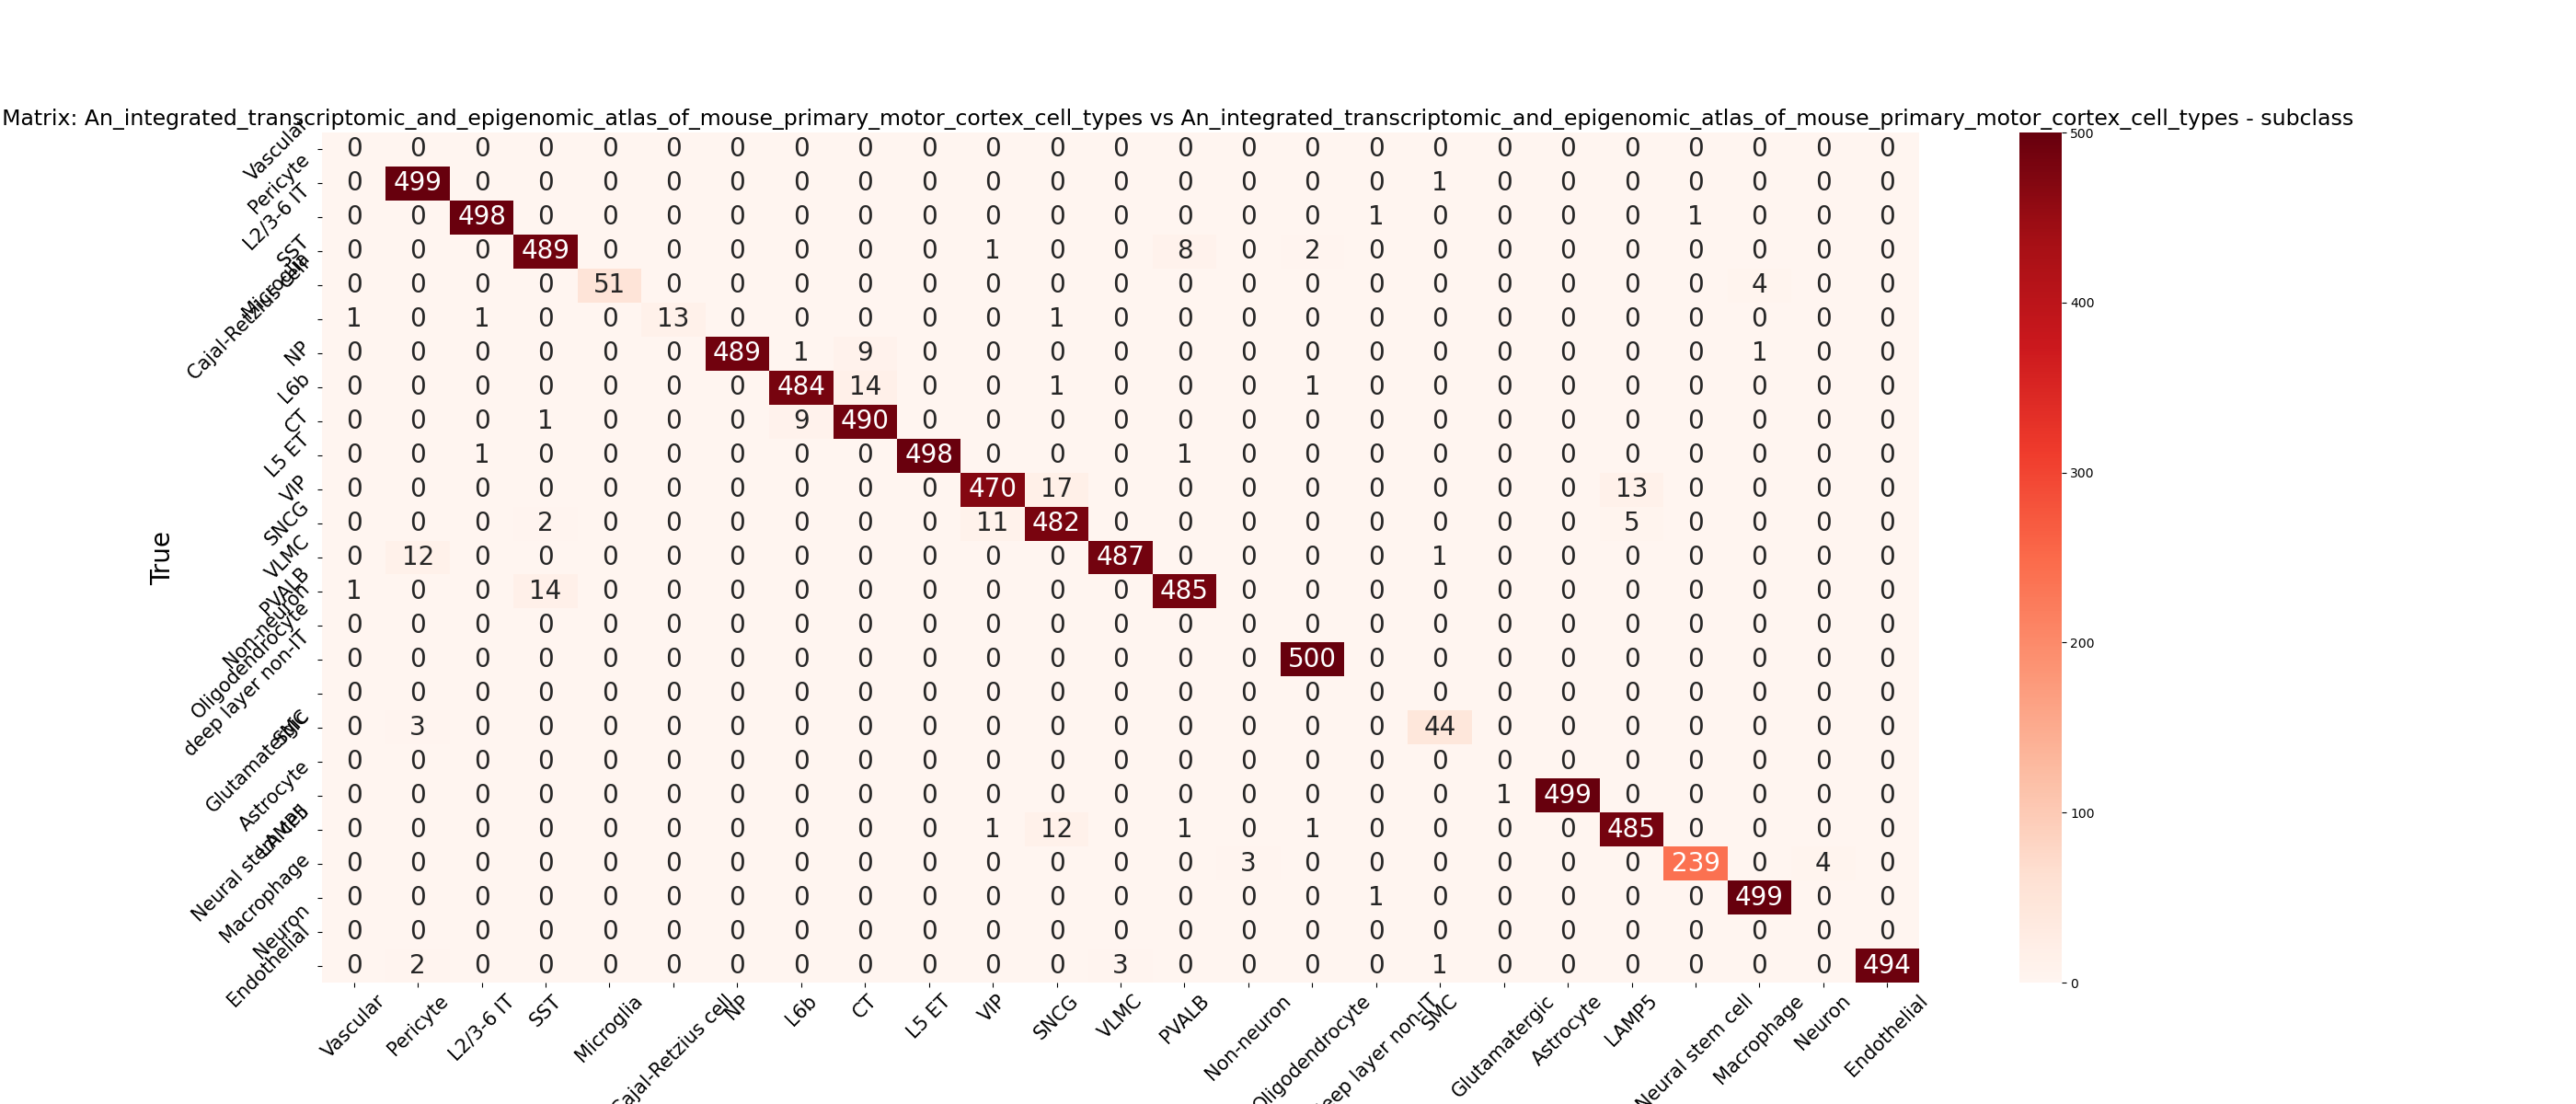 Matrix: An_integrated_transcriptomic_and_epigenomic_atlas_of_mouse_primary_motor_cortex_cell_types vs An_integrated_transcriptomic_and_epigenomic_atlas_of_mouse_primary_motor_cortex_cell_types - subclass
Vascular 0 0 0 0 0 0 0 0 0 0 0 0 0 0 0 0 0 0 0 0 0 0 0 0 0
Pericyte 0 499 0 0 0 0 0 0 0 0 0 0 0 0 0 0 0 1 0 0 0 0 0 0 0
L2/3-6 IT 0 0 498 0 0 0 0 0 0 0 0 0 0 0 0 0 1 0 0 0 0 1 0 0 0
SST 0 0 0 489 0 0 0 0 0 0 1 0 0 8 0 2 0 0 0 0 0 0 0 0 0
Microglia 0 0 0 0 51 0 0 0 0 0 0 0 0 0 0 0 0 0 0 0 0 0 4 0 0
Cajal-Retzius cell 1 0 1 0 0 13 0 0 0 0 0 1 0 0 0 0 0 0 0 0 0 0 0 0 0
NP 0 0 0 0 0 0 489 1 9 0 0 0 0 0 0 0 0 0 0 0 0 0 1 0 0
L6b 0 0 0 0 0 0 0 484 14 0 0 1 0 0 0 1 0 0 0 0 0 0 0 0 0
CT 0 0 0 1 0 0 0 9 490 0 0 0 0 0 0 0 0 0 0 0 0 0 0 0 0
L5 ET 0 0 1 0 0 0 0 0 0 498 0 0 0 1 0 0 0 0 0 0 0 0 0 0 0
VIP 0 0 0 0 0 0 0 0 0 0 470 17 0 0 0 0 0 0 0 0 13 0 0 0 0
SNCG 0 0 0 2 0 0 0 0 0 0 11 482 0 0 0 0 0 0 0 0 5 0 0 0 0
VLMC 0 12 0 0 0 0 0 0 0 0 0 0 487 0 0 0 0 1 0 0 0 0 0 0 0
PVALB 1 0 0 14 0 0 0 0 0 0 0 0 0 485 0 0 0 0 0 0 0 0 0 0 0
Non-neuron 0 0 0 0 0 0 0 0 0 0 0 0 0 0 0 0 0 0 0 0 0 0 0 0 0
Oligodendrocyte 0 0 0 0 0 0 0 0 0 0 0 0 0 0 0 500 0 0 0 0 0 0 0 0 0
deep layer non-IT 0 0 0 0 0 0 0 0 0 0 0 0 0 0 0 0 0 0 0 0 0 0 0 0 0
SMC 0 3 0 0 0 0 0 0 0 0 0 0 0 0 0 0 0 44 0 0 0 0 0 0 0
Glutamatergic 0 0 0 0 0 0 0 0 0 0 0 0 0 0 0 0 0 0 0 0 0 0 0 0 0
Astrocyte 0 0 0 0 0 0 0 0 0 0 0 0 0 0 0 0 0 0 1 499 0 0 0 0 0
LAMP5 0 0 0 0 0 0 0 0 0 0 1 12 0 1 0 1 0 0 0 0 485 0 0 0 0
Neural stem cell 0 0 0 0 0 0 0 0 0 0 0 0 0 0 3 0 0 0 0 0 0 239 0 4 0
Macrophage 0 0 0 0 0 0 0 0 0 0 0 0 0 0 0 0 1 0 0 0 0 0 499 0 0
Neuron 0 0 0 0 0 0 0 0 0 0 0 0 0 0 0 0 0 0 0 0 0 0 0 0 0
Endothelial 0 2 0 0 0 0 0 0 0 0 0 0 3 0 0 0 0 1 0 0 0 0 0 0 494
True
Vascular Pericyte L2/3-6 IT SST Microglia Cajal-Retzius cell NP L6b CT L5 ET VIP SNCG VLMC PVALB Non-neuron Oligodendrocyte deep layer non-IT SMC Glutamatergic Astrocyte LAMP5 Neural stem cell Macrophage Neuron Endothelial
500
400
300
200
100
0